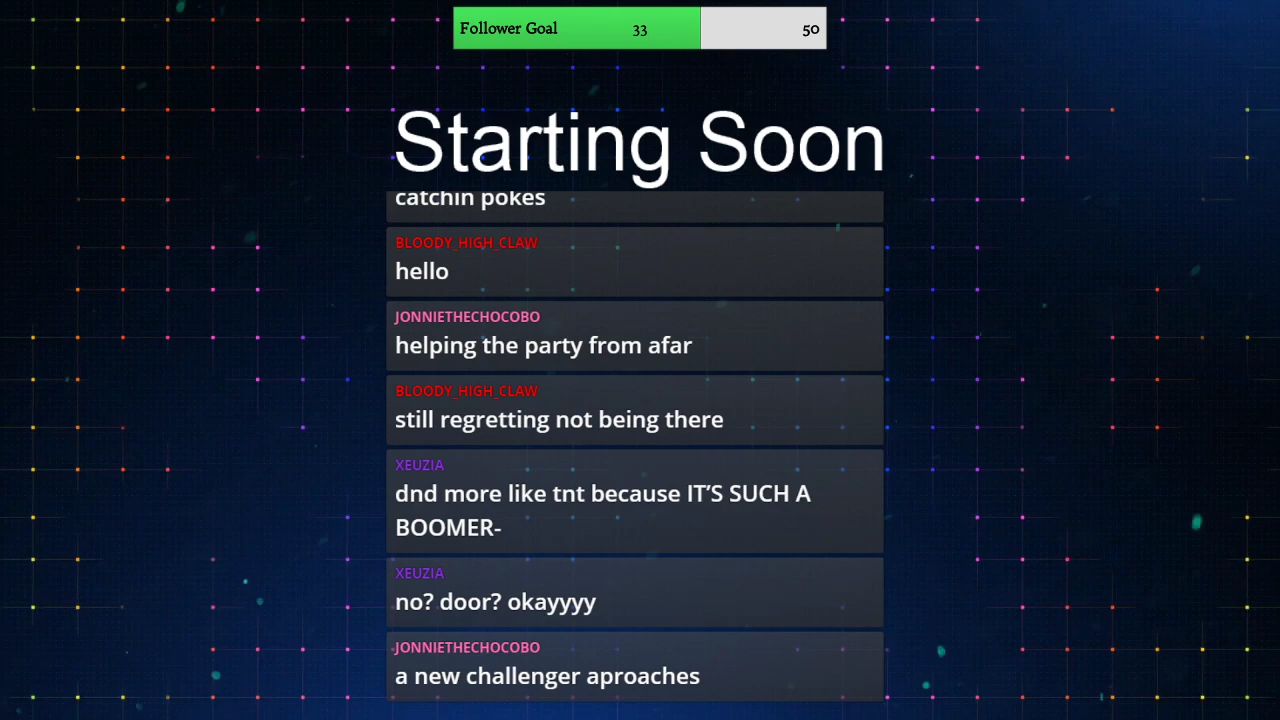 Follower Goal 33 50
Starting Soon
catchin pokes
BLOODY_HIGH_CLAW
hello
JONNIETHECHOCOBO
helping the party from afar
BLOODY_HIGH_CLAW
still regretting not being there
XEUZIA
dnd more like tnt because IT’S SUCH A
BOOMER-
XEUZIA
no? door? okayyyy
JONNIETHECHOCOBO
a new challenger aproaches